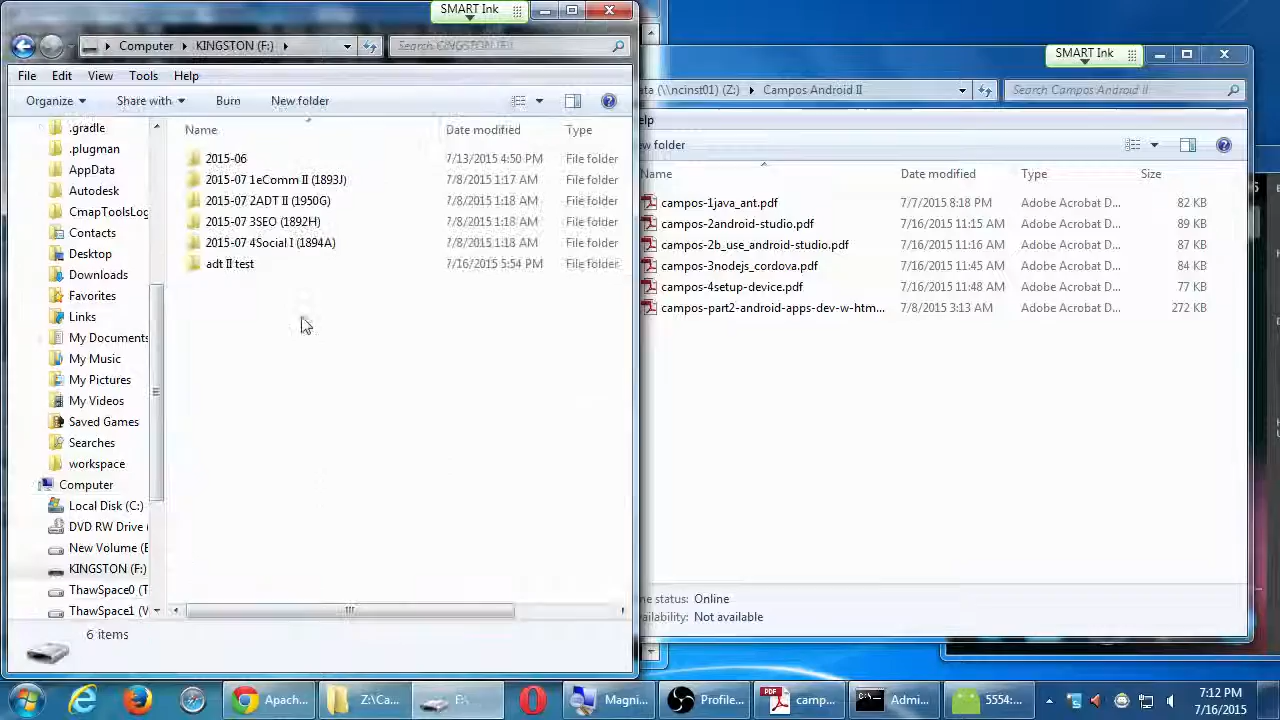 SMART Ink
Computer KINGSTON (F:)
Search KINGSTON (F:)
File Edit View Tools Help
Organize Share with Burn New folder
Name Date modified Type
.gradle
.plugman
AppData
Autodesk
CmapToolsLog
Contacts
Desktop
Downloads
Favorites
Links
My Documents
My Music
My Pictures
My Videos
Saved Games
Searches
workspace
Computer
Local Disk (C:)
DVD RW Drive (
New Volume (E
KINGSTON (F:)
ThawSpace0 (T
ThawSpace1 (V
2015-06 7/13/2015 4:50 PM File folder
2015-07 1eComm II (1893J) 7/8/2015 1:17 AM File folder
2015-07 2ADT II (1950G) 7/8/2015 1:18 AM File folder
2015-07 3SEO (1892H) 7/8/2015 1:18 AM File folder
2015-07 4Social I (1894A) 7/8/2015 1:18 AM File folder
adt II test 7/16/2015 5:54 PM File folder
6 items
SMART Ink
ata (\\ncinst01) (Z:) Campos Android II
Search Campos Android II
elp
ew folder
Name Date modified Type Size
campos-1java_ant.pdf 7/7/2015 8:18 PM Adobe Acrobat D... 82 KB
campos-2android-studio.pdf 7/16/2015 11:15 AM Adobe Acrobat D... 89 KB
campos-2b_use_android-studio.pdf 7/16/2015 11:16 AM Adobe Acrobat D... 87 KB
campos-3nodejs_cordova.pdf 7/16/2015 11:45 AM Adobe Acrobat D... 84 KB
campos-4setup-device.pdf 7/16/2015 11:48 AM Adobe Acrobat D... 77 KB
campos-part2-android-apps-dev-w-htm... 7/8/2015 3:13 AM Adobe Acrobat D... 272 KB
ne status: Online
ailability: Not available
Apach... Z:\Ca... F:\ Magni... Profile... camp... Admi... 5554:...
7:12 PM
7/16/2015